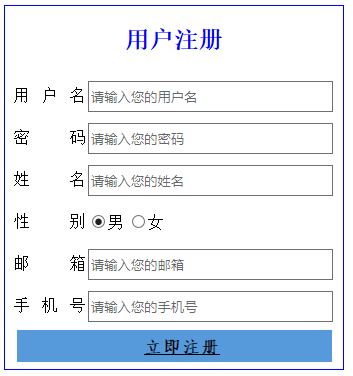 用户注册
用 户 名 请输入您的用户名
密 码 请输入您的密码
姓 名 请输入您的姓名
性 别 男 女
邮 箱 请输入您的邮箱
手 机 号 请输入您的手机号
立即注册